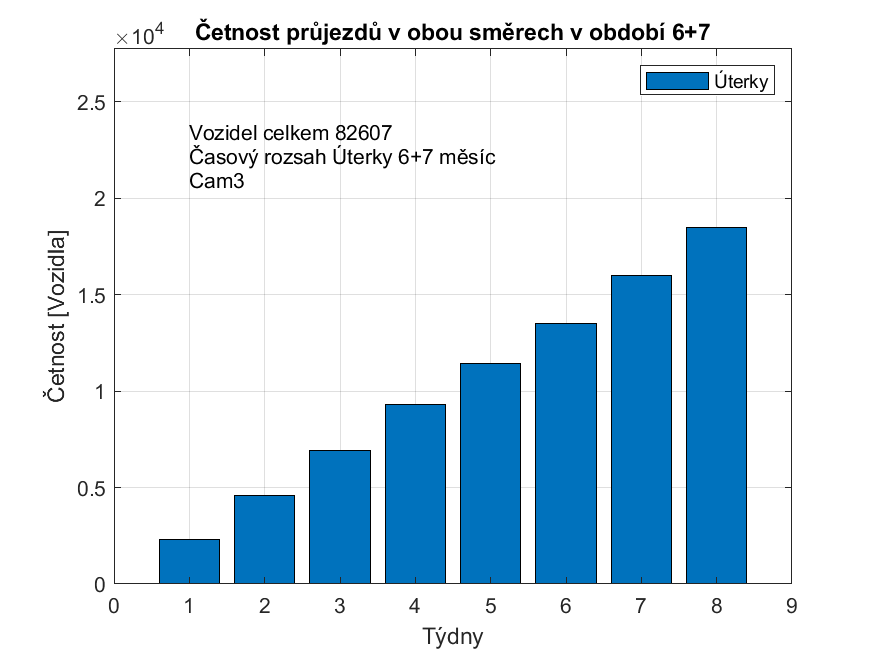 ×10⁴
Četnost průjezdů v obou směrech v období 6+7
Úterky
Vozidel celkem 82607
Časový rozsah Úterky 6+7 měsíc
Cam3
Četnost [Vozidla]
2.5
2
1.5
1
0.5
0
0 1 2 3 4 5 6 7 8 9
Týdny